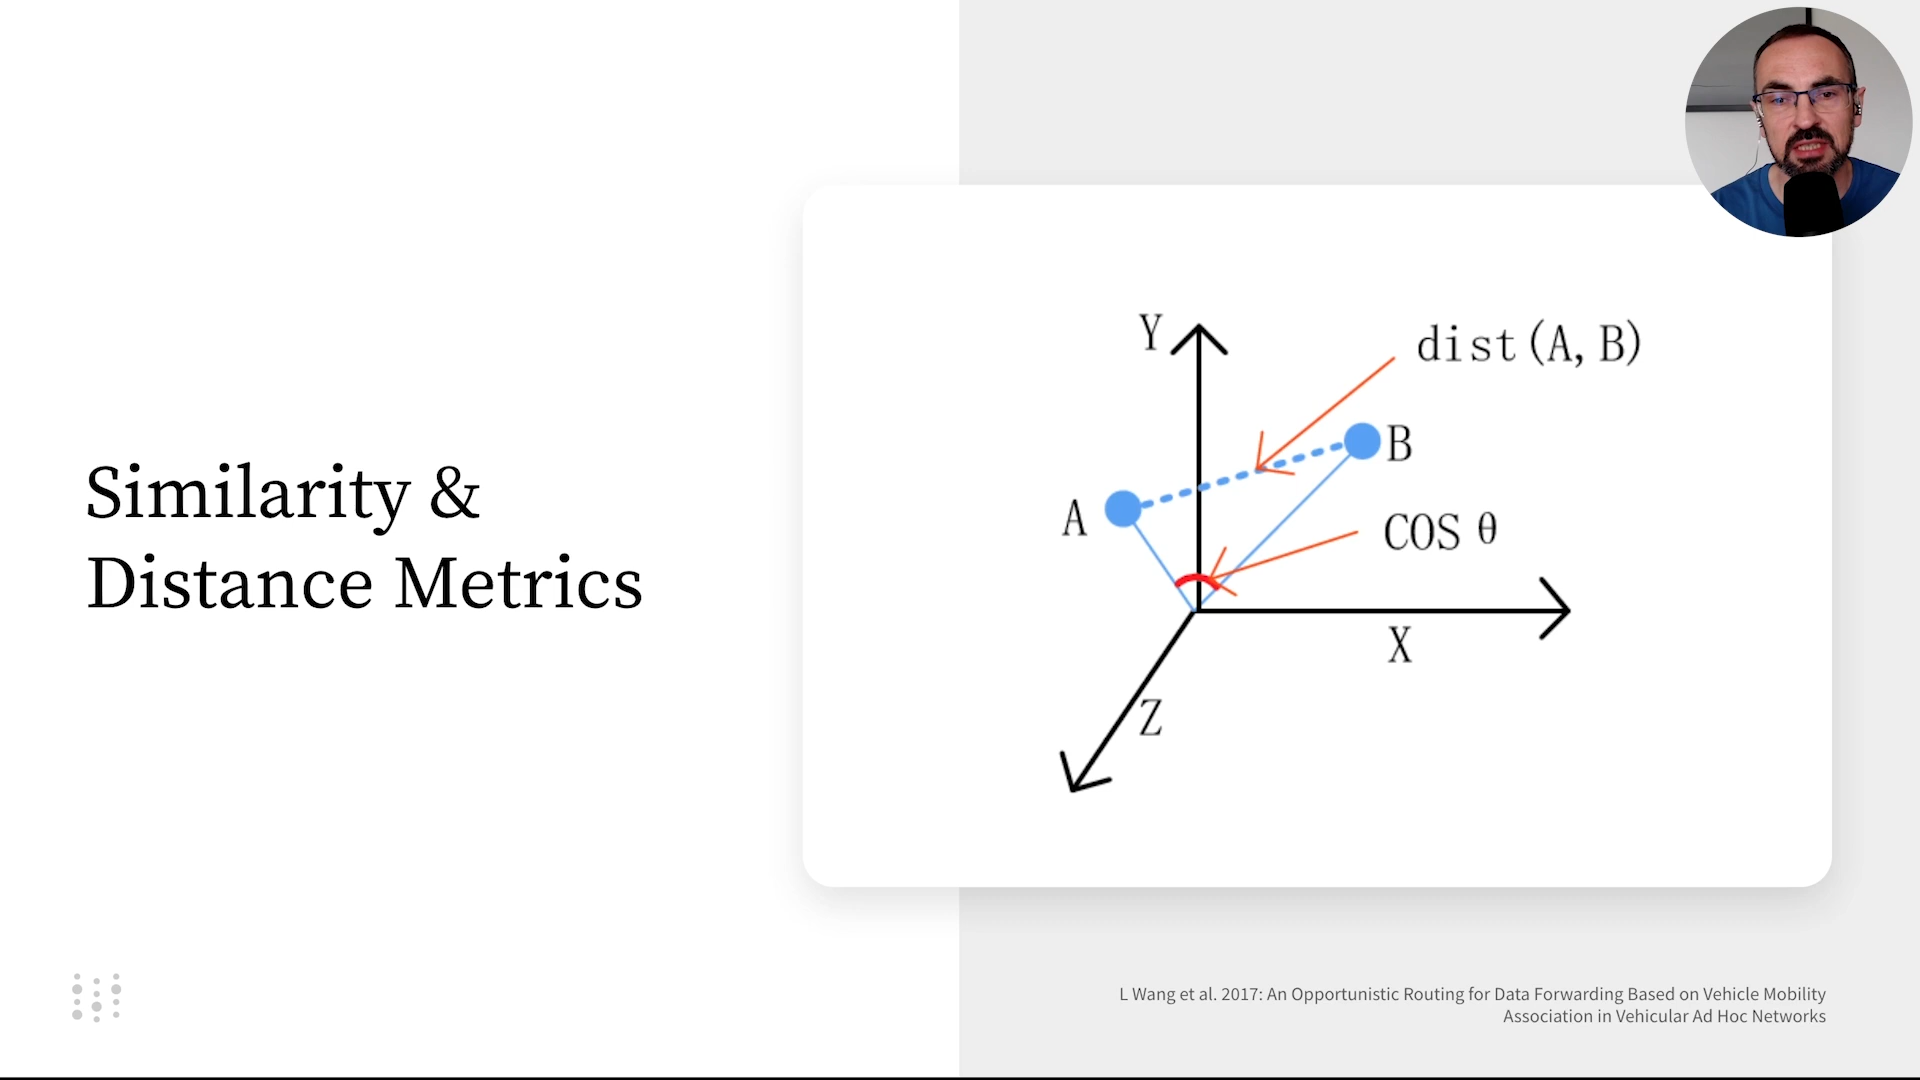 Similarity &
Distance Metrics
Y
dist(A, B)
B
A
COS θ
X
Z
L Wang et al. 2017: An Opportunistic Routing for Data Forwarding Based on Vehicle Mobility
Association in Vehicular Ad Hoc Networks